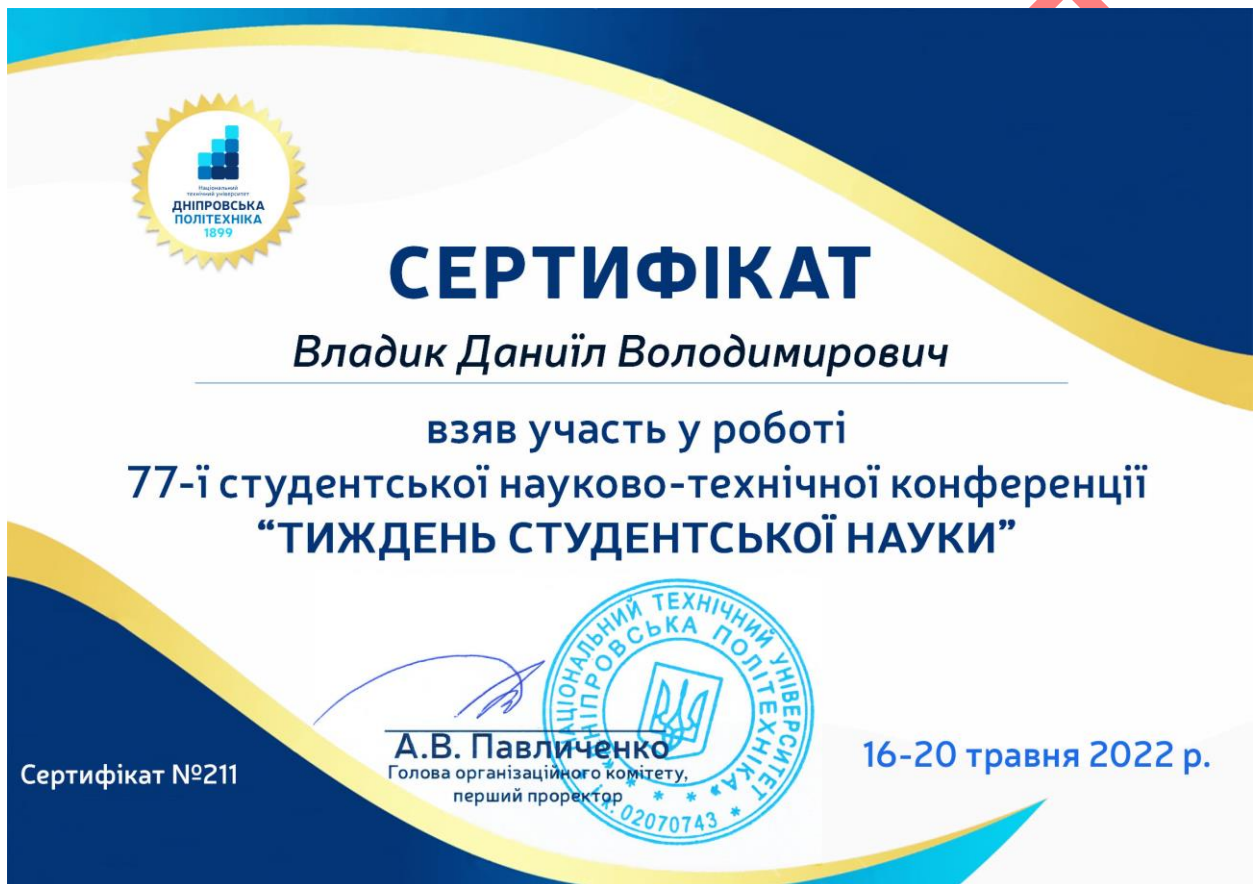 Національний
технічний університет
ДНІПРОВСЬКА
ПОЛІТЕХНІКА
1899
СЕРТИФІКАТ
Владик Даниїл Володимирович
взяв участь у роботі
77-ї студентської науково-технічної конференції
“ТИЖДЕНЬ СТУДЕНТСЬКОЇ НАУКИ”
НАЦІОНАЛЬНИЙ ТЕХНІЧНИЙ УНІВЕРСИТЕТ
«ДНІПРОВСЬКА ПОЛІТЕХНІКА»
і.к. 02070743
А.В. Павличенко
Голова організаційного комітету,
перший проректор
Сертифікат №211
16-20 травня 2022 р.